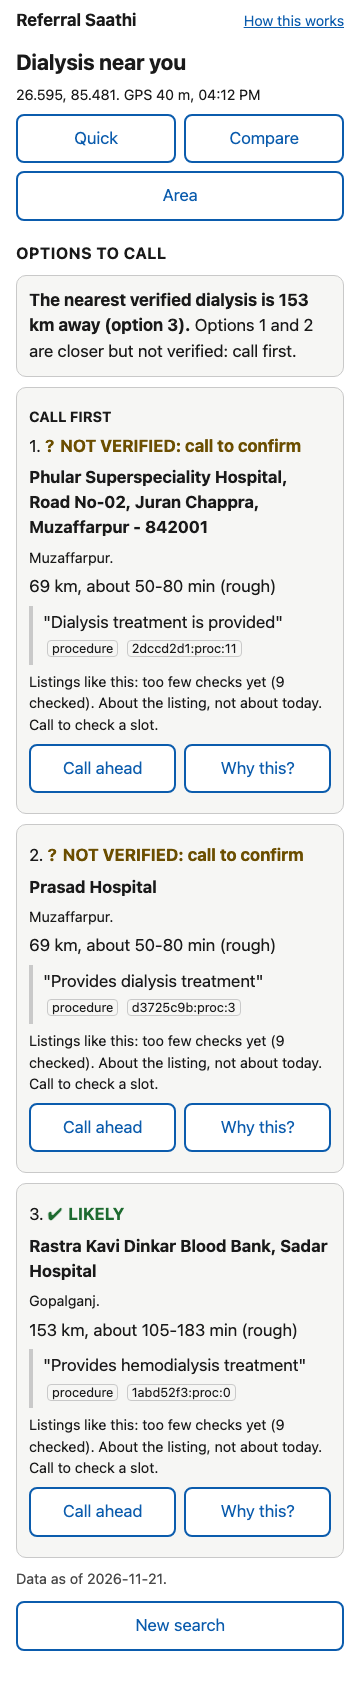 Referral Saathi
How this works
Dialysis near you
26.595, 85.481. GPS 40 m, 04:12 PM
Quick
Compare
Area
OPTIONS TO CALL
The nearest verified dialysis is 153
km away (option 3). Options 1 and 2
are closer but not verified: call first.
CALL FIRST
1. ? NOT VERIFIED: call to confirm
Phular Superspeciality Hospital,
Road No-02, Juran Chappra,
Muzaffarpur - 842001
Muzaffarpur.
69 km, about 50-80 min (rough)
"Dialysis treatment is provided"
procedure 2dccd2d1:proc:11
Listings like this: too few checks yet (9
checked). About the listing, not about today.
Call to check a slot.
Call ahead
Why this?
2. ? NOT VERIFIED: call to confirm
Prasad Hospital
Muzaffarpur.
69 km, about 50-80 min (rough)
"Provides dialysis treatment"
procedure d3725c9b:proc:3
Listings like this: too few checks yet (9
checked). About the listing, not about today.
Call to check a slot.
Call ahead
Why this?
3. ✔ LIKELY
Rastra Kavi Dinkar Blood Bank, Sadar
Hospital
Gopalganj.
153 km, about 105-183 min (rough)
"Provides hemodialysis treatment"
procedure 1abd52f3:proc:0
Listings like this: too few checks yet (9
checked). About the listing, not about today.
Call to check a slot.
Call ahead
Why this?
Data as of 2026-11-21.
New search